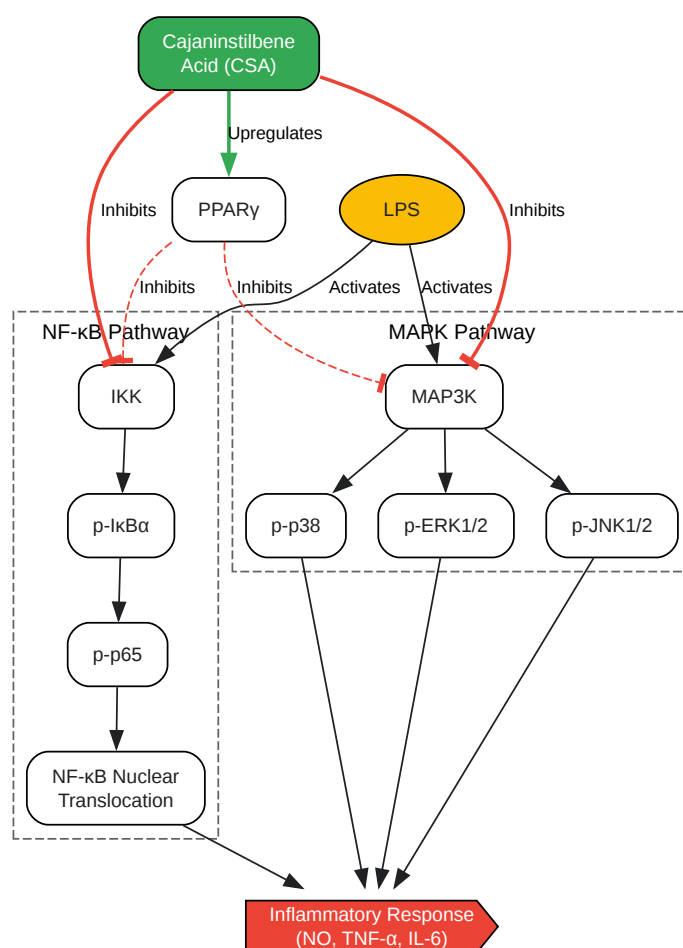 Cajaninstilbene
Acid (CSA)
Upregulates
PPARγ
LPS
Inhibits
Inhibits
Inhibits
Inhibits
Activates
Activates
NF-κB Pathway
MAPK Pathway
IKK
MAP3K
p-IκBα
p-p38
p-ERK1/2
p-JNK1/2
p-p65
NF-κB Nuclear
Translocation
Inflammatory Response
(NO, TNF-α, IL-6)